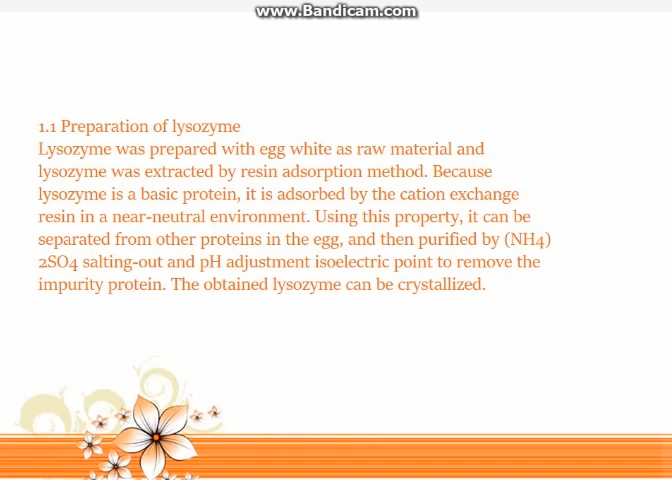 www.Bandicam.com
1.1 Preparation of lysozyme
Lysozyme was prepared with egg white as raw material and
lysozyme was extracted by resin adsorption method. Because
lysozyme is a basic protein, it is adsorbed by the cation exchange
resin in a near-neutral environment. Using this property, it can be
separated from other proteins in the egg, and then purified by (NH4)
2SO4 salting-out and pH adjustment isoelectric point to remove the
impurity protein. The obtained lysozyme can be crystallized.